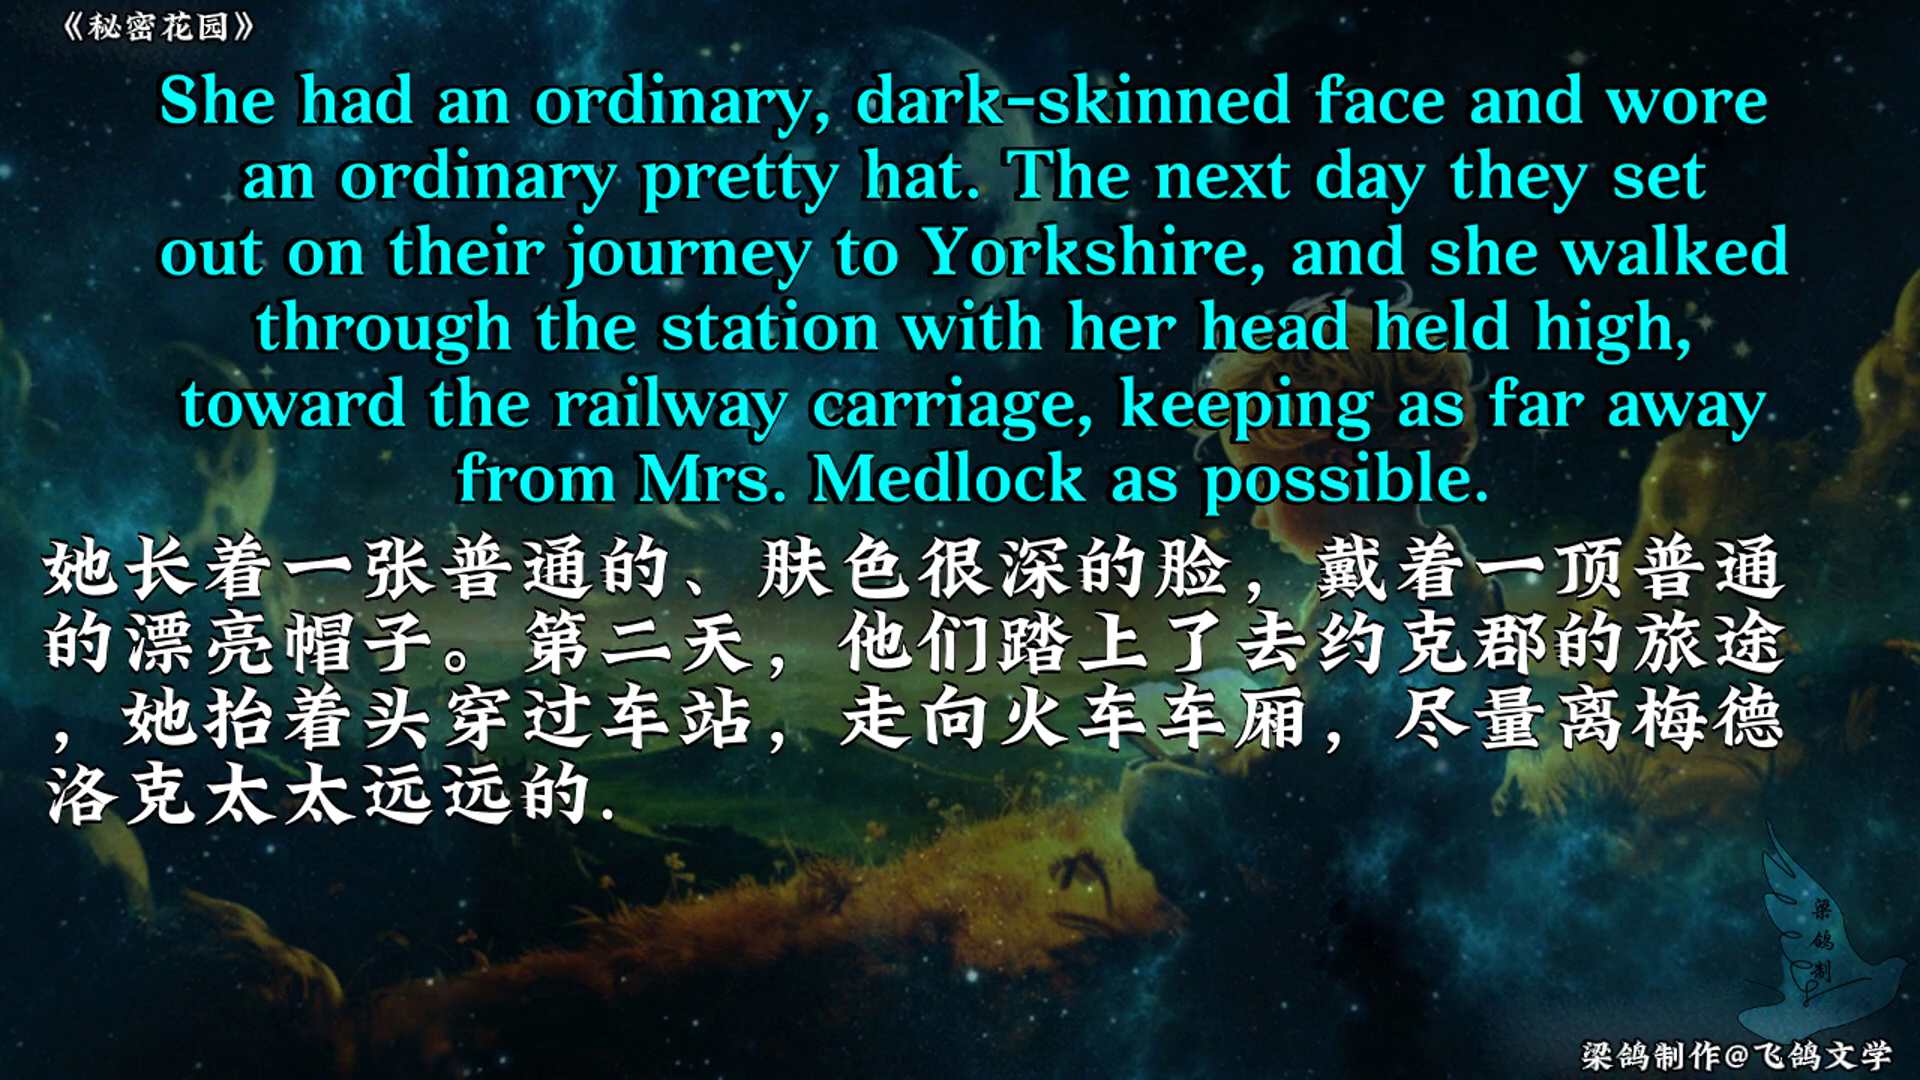 《秘密花园》
She had an ordinary, dark-skinned face and wore
an ordinary pretty hat. The next day they set
out on their journey to Yorkshire, and she walked
through the station with her head held high,
toward the railway carriage, keeping as far away
from Mrs. Medlock as possible.
她长着一张普通的、肤色很深的脸，戴着一顶普通
的漂亮帽子。第二天，他们踏上了去约克郡的旅途
，她抬着头穿过车站，走向火车车厢，尽量离梅德
洛克太太远远的.
梁
鸽
制
梁鸽制作@飞鸽文学